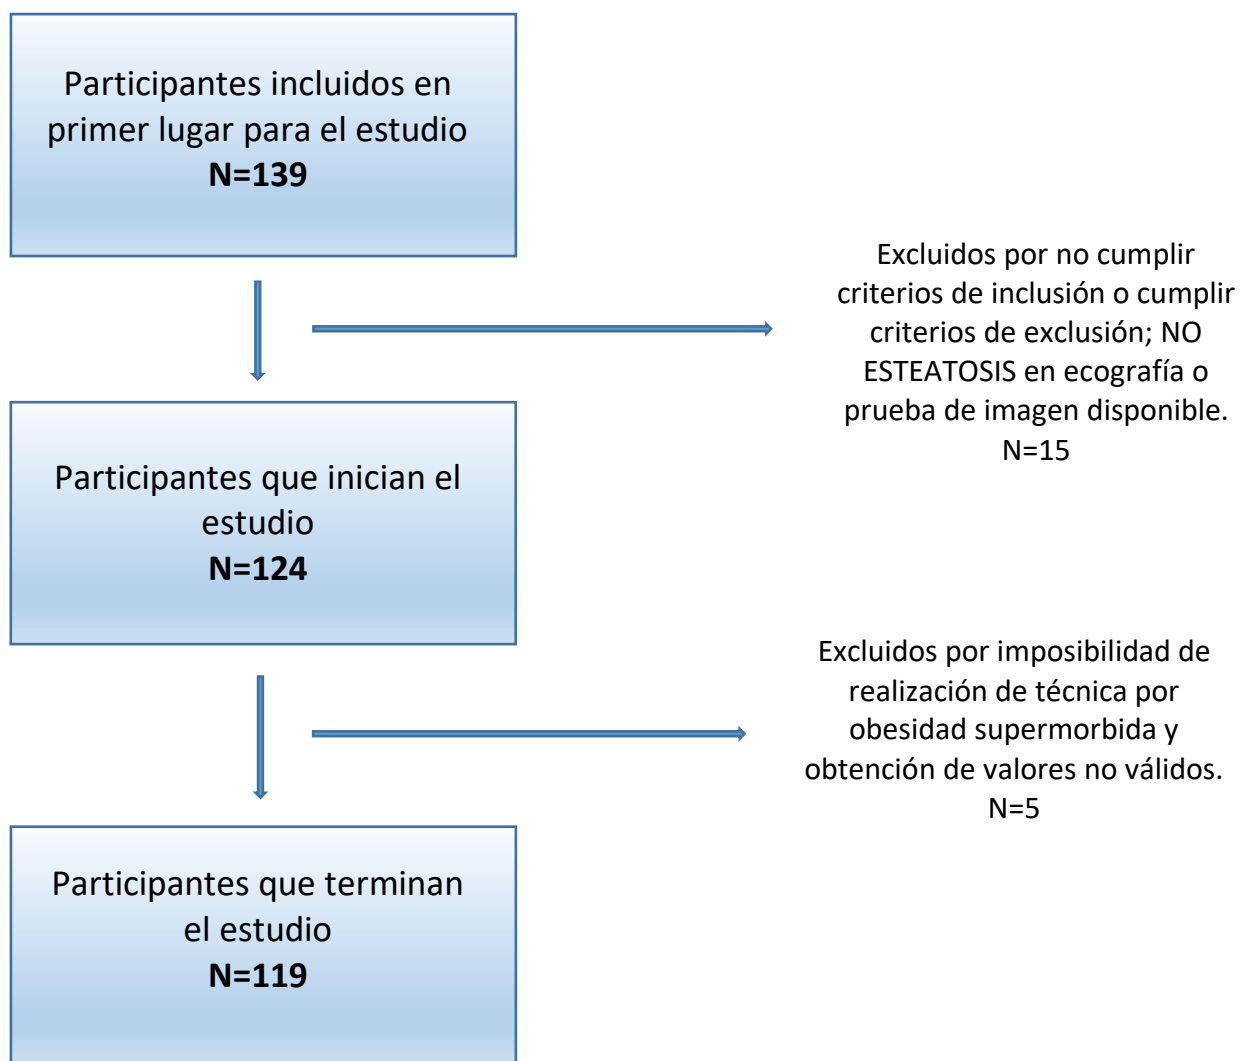 Participantes incluidos en
primer lugar para el estudio
N=139
Excluidos por no cumplir
criterios de inclusión o cumplir
criterios de exclusión; NO
ESTEATOSIS en ecografía o
prueba de imagen disponible.
N=15
Participantes que inician el
estudio
N=124
Excluidos por imposibilidad de
realización de técnica por
obesidad supermorbida y
obtención de valores no válidos.
N=5
Participantes que terminan
el estudio
N=119